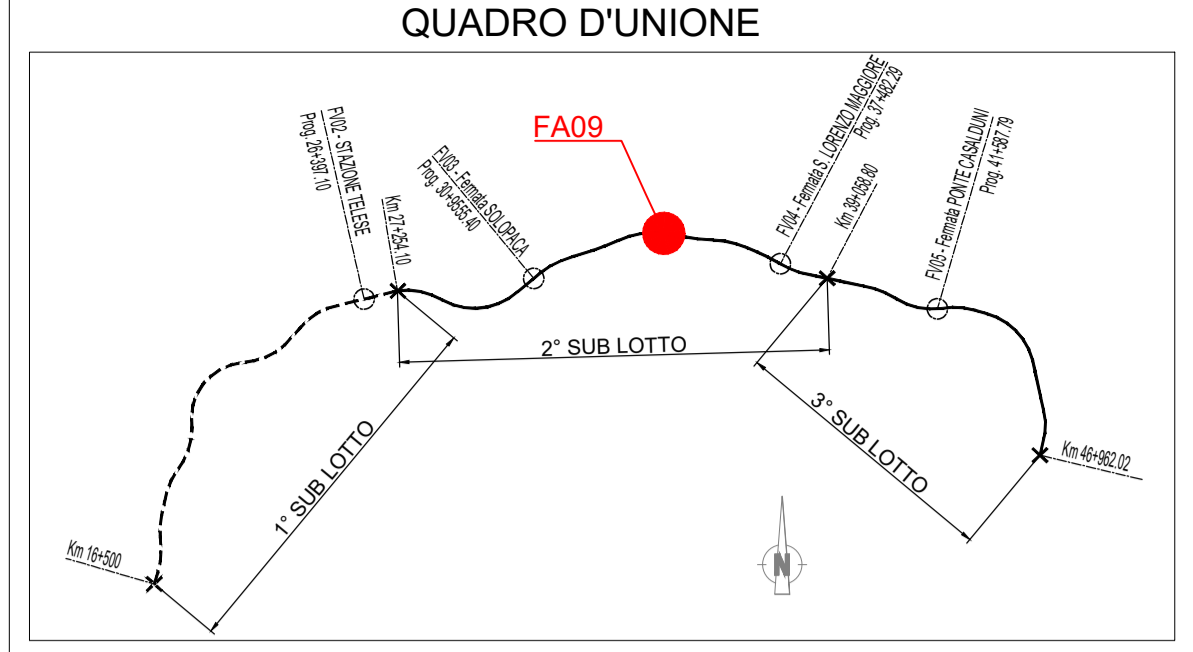 QUADRO D'UNIONE
FV02 - STAZIONE TELESE
Prog. 26+397.10
Km 27+254.10
FV03 - Fermata SOLOPACA
Prog. 30+9555.40
FA09
FV04 - Fermata S. LORENZO MAGGIORE
Prog. 37+482.29
Km 39+058.80
FV05 - Fermata PONTE CASALDUNI
Prog. 41+587.79
2° SUB LOTTO
1° SUB LOTTO
3° SUB LOTTO
Km 46+962.02
Km 16+500
N